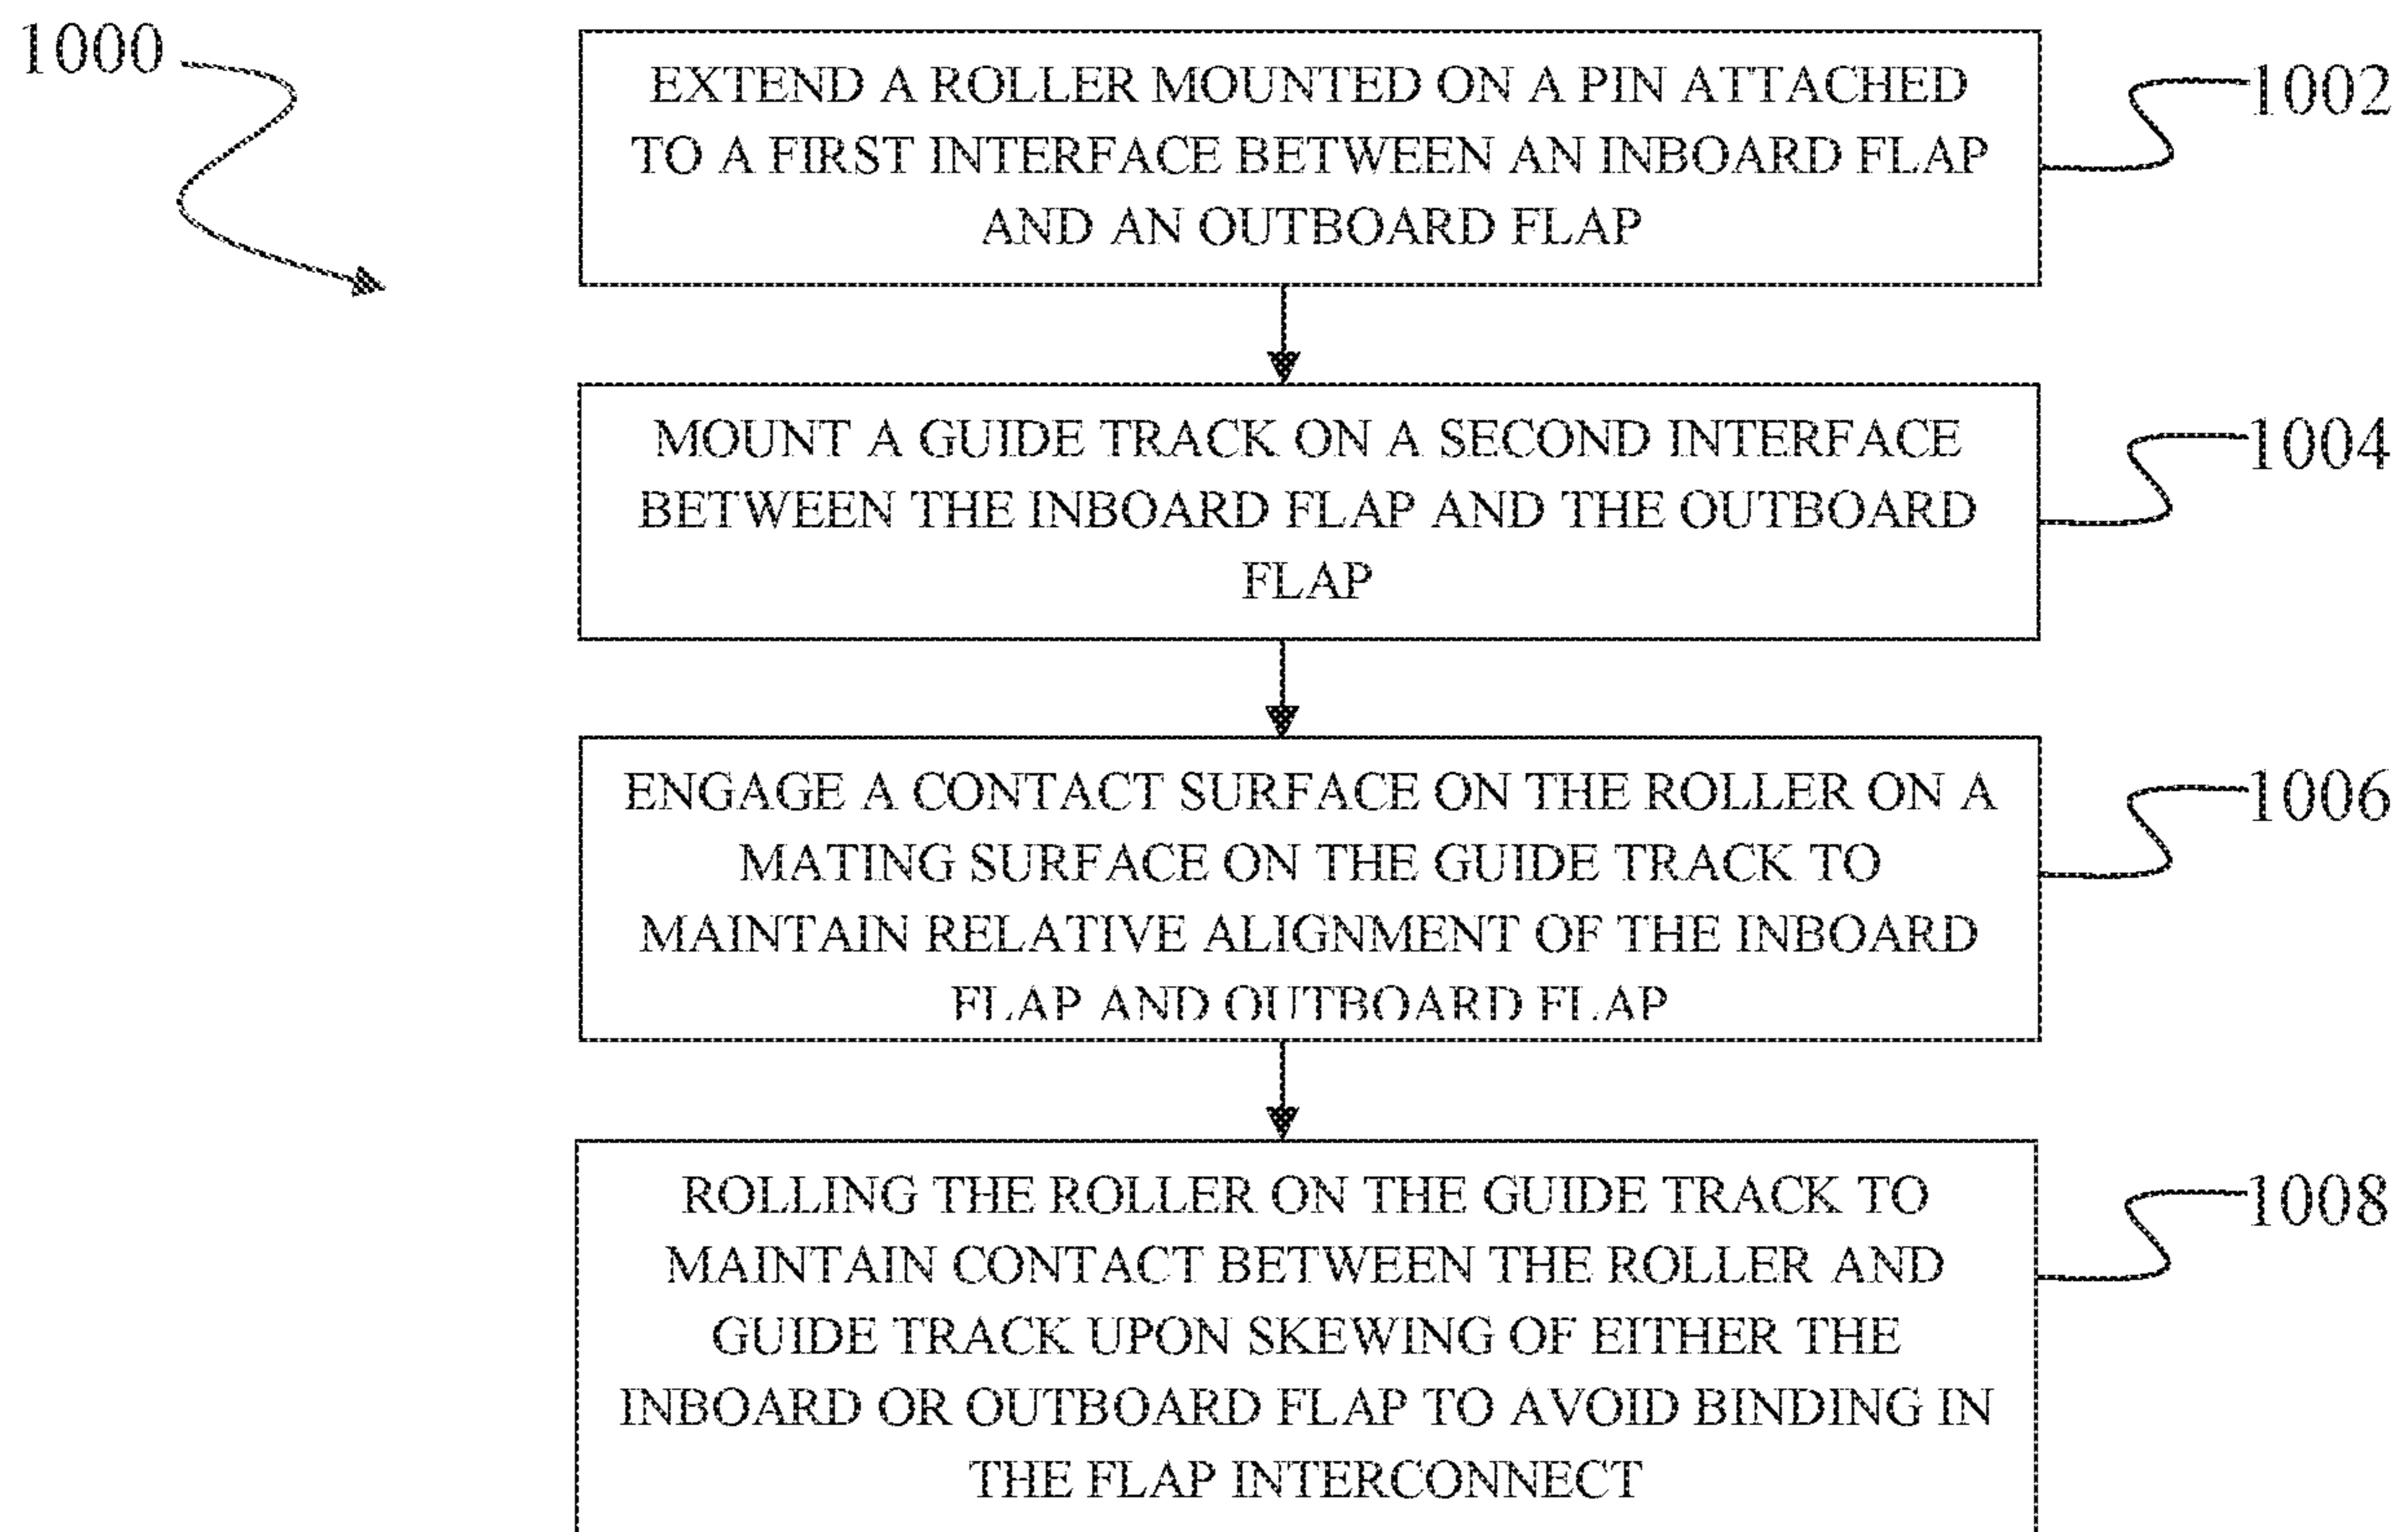 1000
EXTEND A ROLLER MOUNTED ON A PIN ATTACHED
TO A FIRST INTERFACE BETWEEN AN INBOARD FLAP
AND AN OUTBOARD FLAP
1002
MOUNT A GUIDE TRACK ON A SECOND INTERFACE
BETWEEN THE INBOARD FLAP AND THE OUTBOARD
FLAP
1004
ENGAGE A CONTACT SURFACE ON THE ROLLER ON A
MATING SURFACE ON THE GUIDE TRACK TO
MAINTAIN RELATIVE ALIGNMENT OF THE INBOARD
FLAP AND OUTBOARD FLAP
1006
ROLLING THE ROLLER ON THE GUIDE TRACK TO
MAINTAIN CONTACT BETWEEN THE ROLLER AND
GUIDE TRACK UPON SKEWING OF EITHER THE
INBOARD OR OUTBOARD FLAP TO AVOID BINDING IN
THE FLAP INTERCONNECT
1008